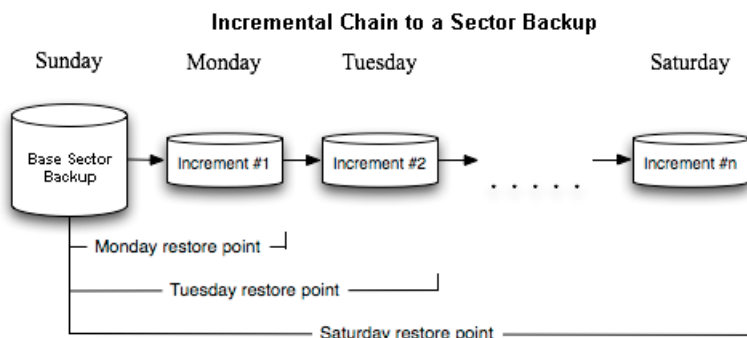 Incremental Chain to a Sector Backup
Sunday
Monday
Tuesday
Saturday
Base Sector
Backup
Increment #1
Increment #2
. . . . .
Increment #n
Monday restore point
Tuesday restore point
Saturday restore point